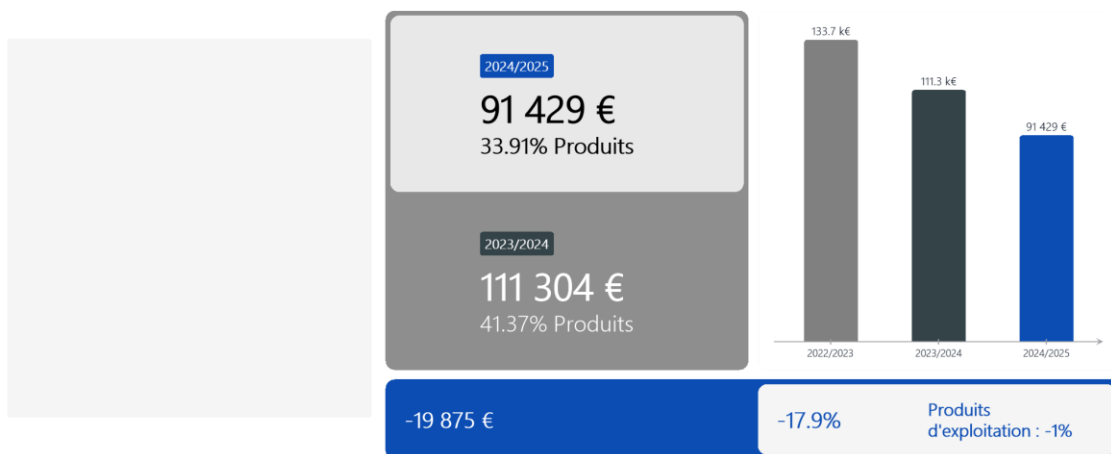 2024/2025
91 429 €
33.91% Produits
2023/2024
111 304 €
41.37% Produits
133.7 k€
111.3 k€
91 429 €
2022/2023
2023/2024
2024/2025
-19 875 €
-17.9%
Produits
d'exploitation : -1%